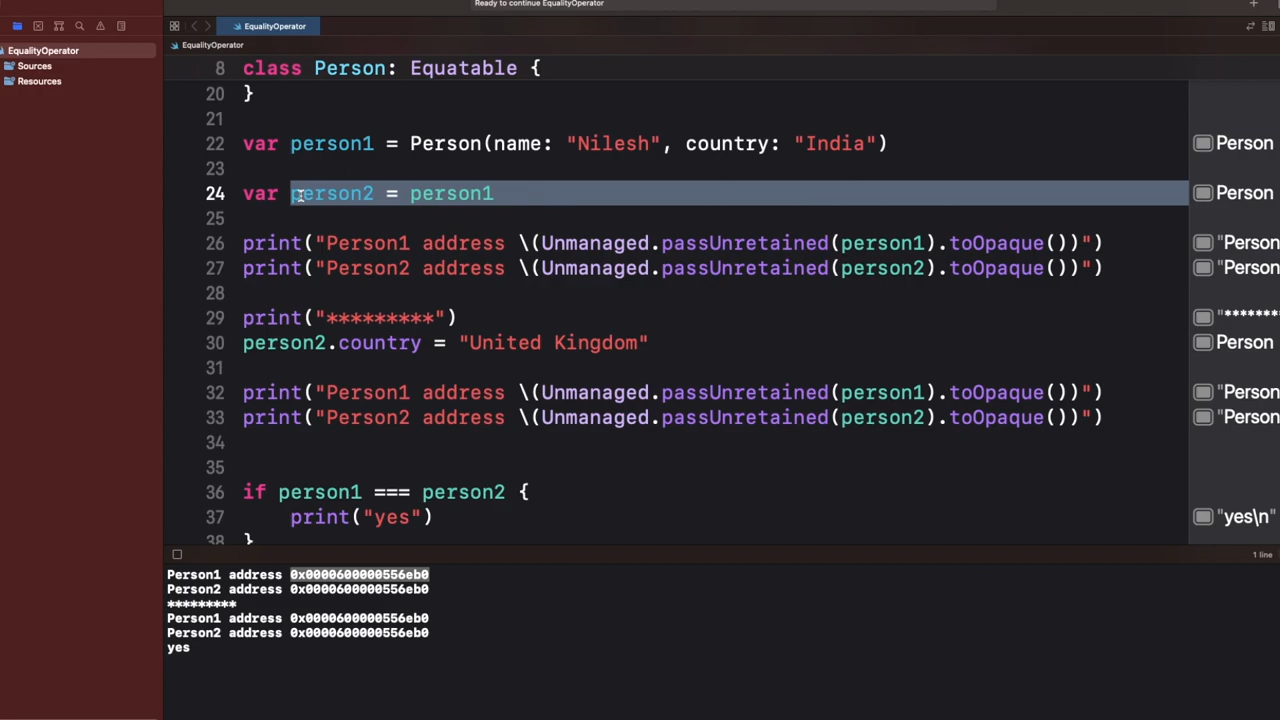 Ready to continue EqualityOperator
EqualityOperator
EqualityOperator
EqualityOperator
Sources
Resources
8 class Person: Equatable {
20 }
21
22 var person1 = Person(name: "Nilesh", country: "India")
Person
23
24 var person2 = person1
Person
25
26 print("Person1 address \(Unmanaged.passUnretained(person1).toOpaque())")
"Person
27 print("Person2 address \(Unmanaged.passUnretained(person2).toOpaque())")
"Person
28
29 print("*********")
"********
30 person2.country = "United Kingdom"
Person
31
32 print("Person1 address \(Unmanaged.passUnretained(person1).toOpaque())")
"Person
33 print("Person2 address \(Unmanaged.passUnretained(person2).toOpaque())")
"Person
34
35
36 if person1 === person2 {
37 print("yes")
"yes\n"
38 }
1 line
Person1 address 0x0000600000556eb0
Person2 address 0x0000600000556eb0
*********
Person1 address 0x0000600000556eb0
Person2 address 0x0000600000556eb0
yes